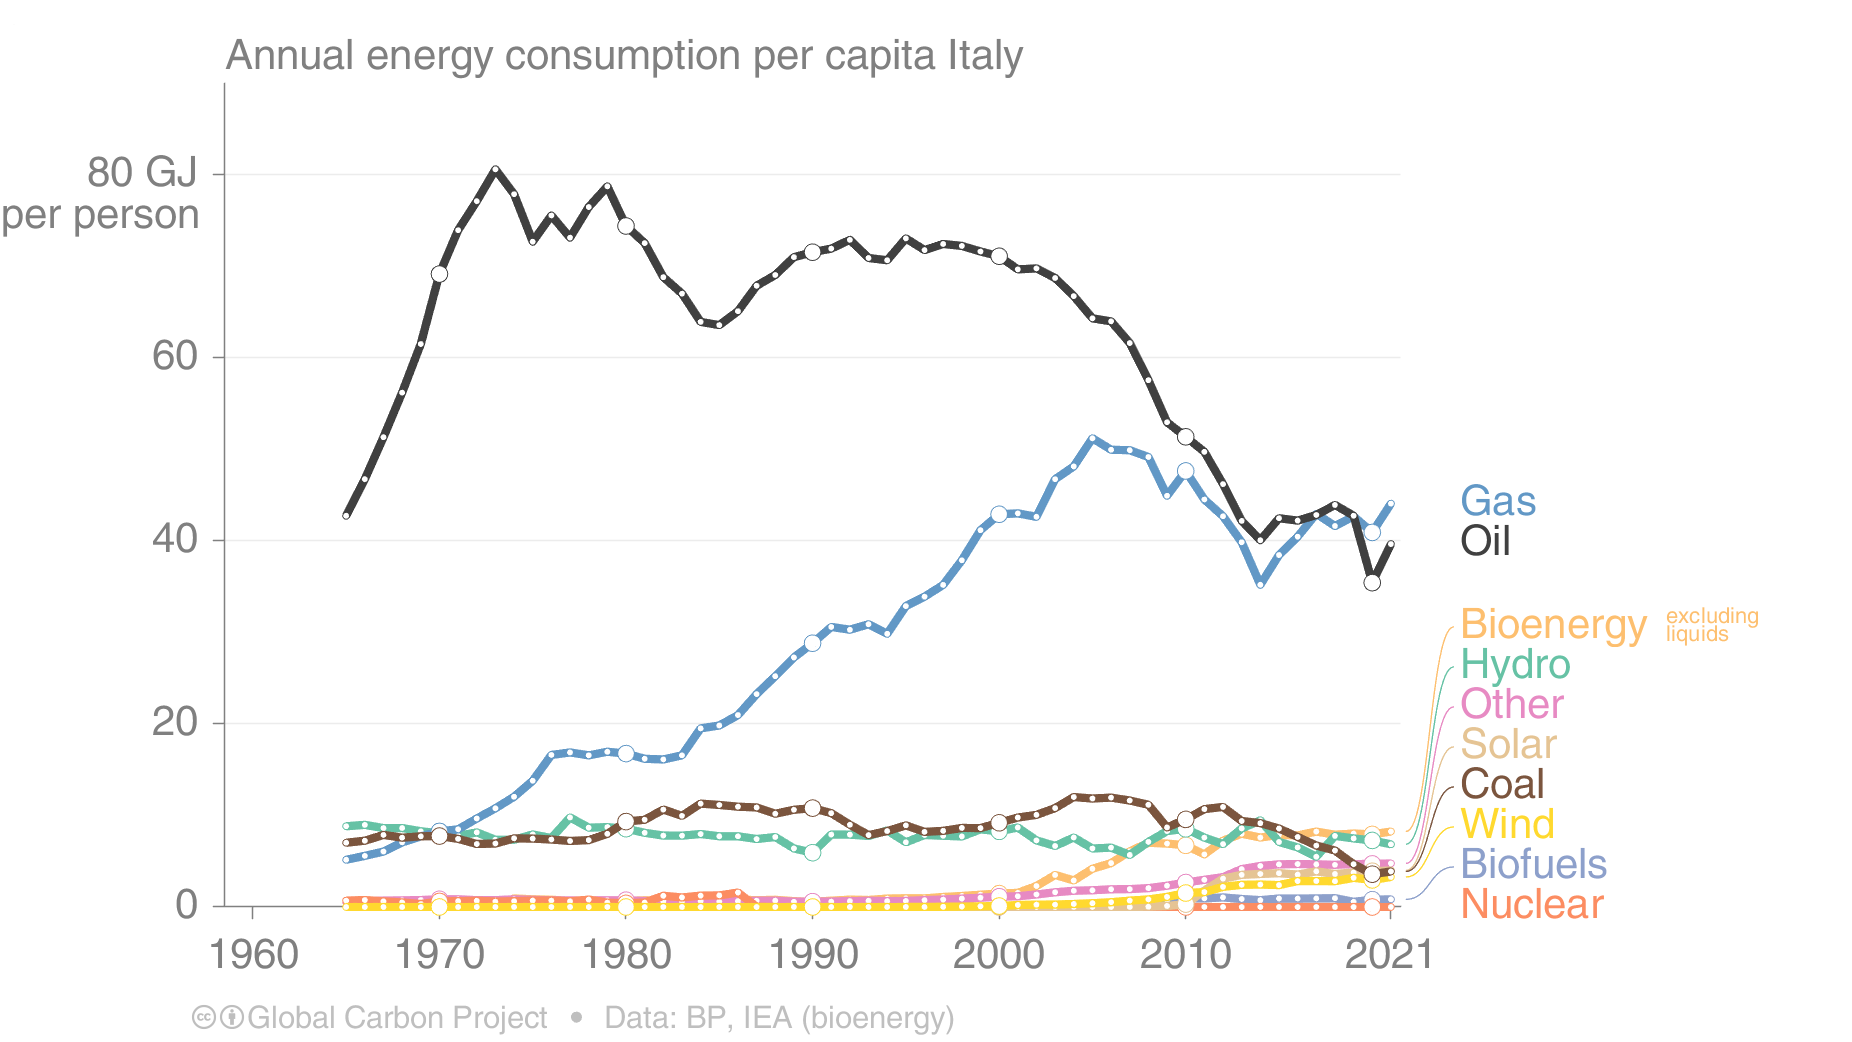 Annual energy consumption per capita Italy
80 GJ
per person
60
40
20
0
1960 1970 1980 1990 2000 2010 2021
Gas
Oil
Bioenergy excluding liquids
Hydro
Other
Solar
Coal
Wind
Biofuels
Nuclear
cc Global Carbon Project • Data: BP, IEA (bioenergy)